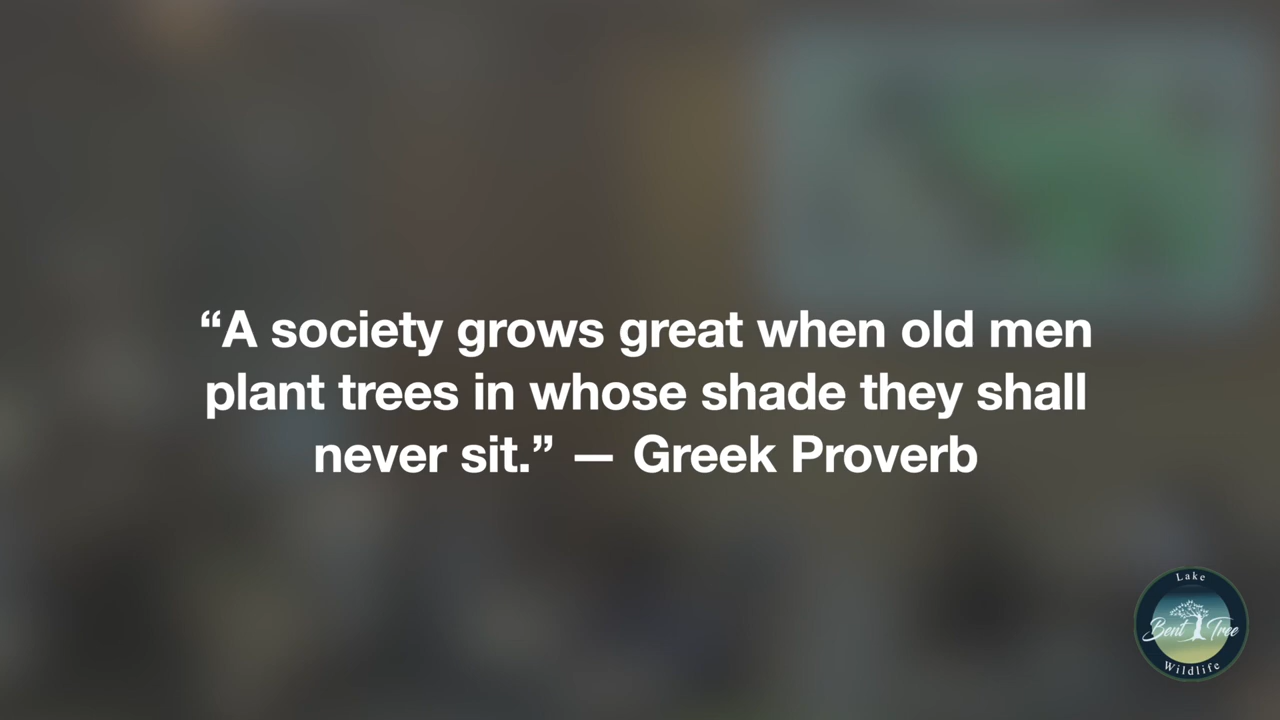 “A society grows great when old men
plant trees in whose shade they shall
never sit.” — Greek Proverb
Lake
Bent Tree
Wildlife